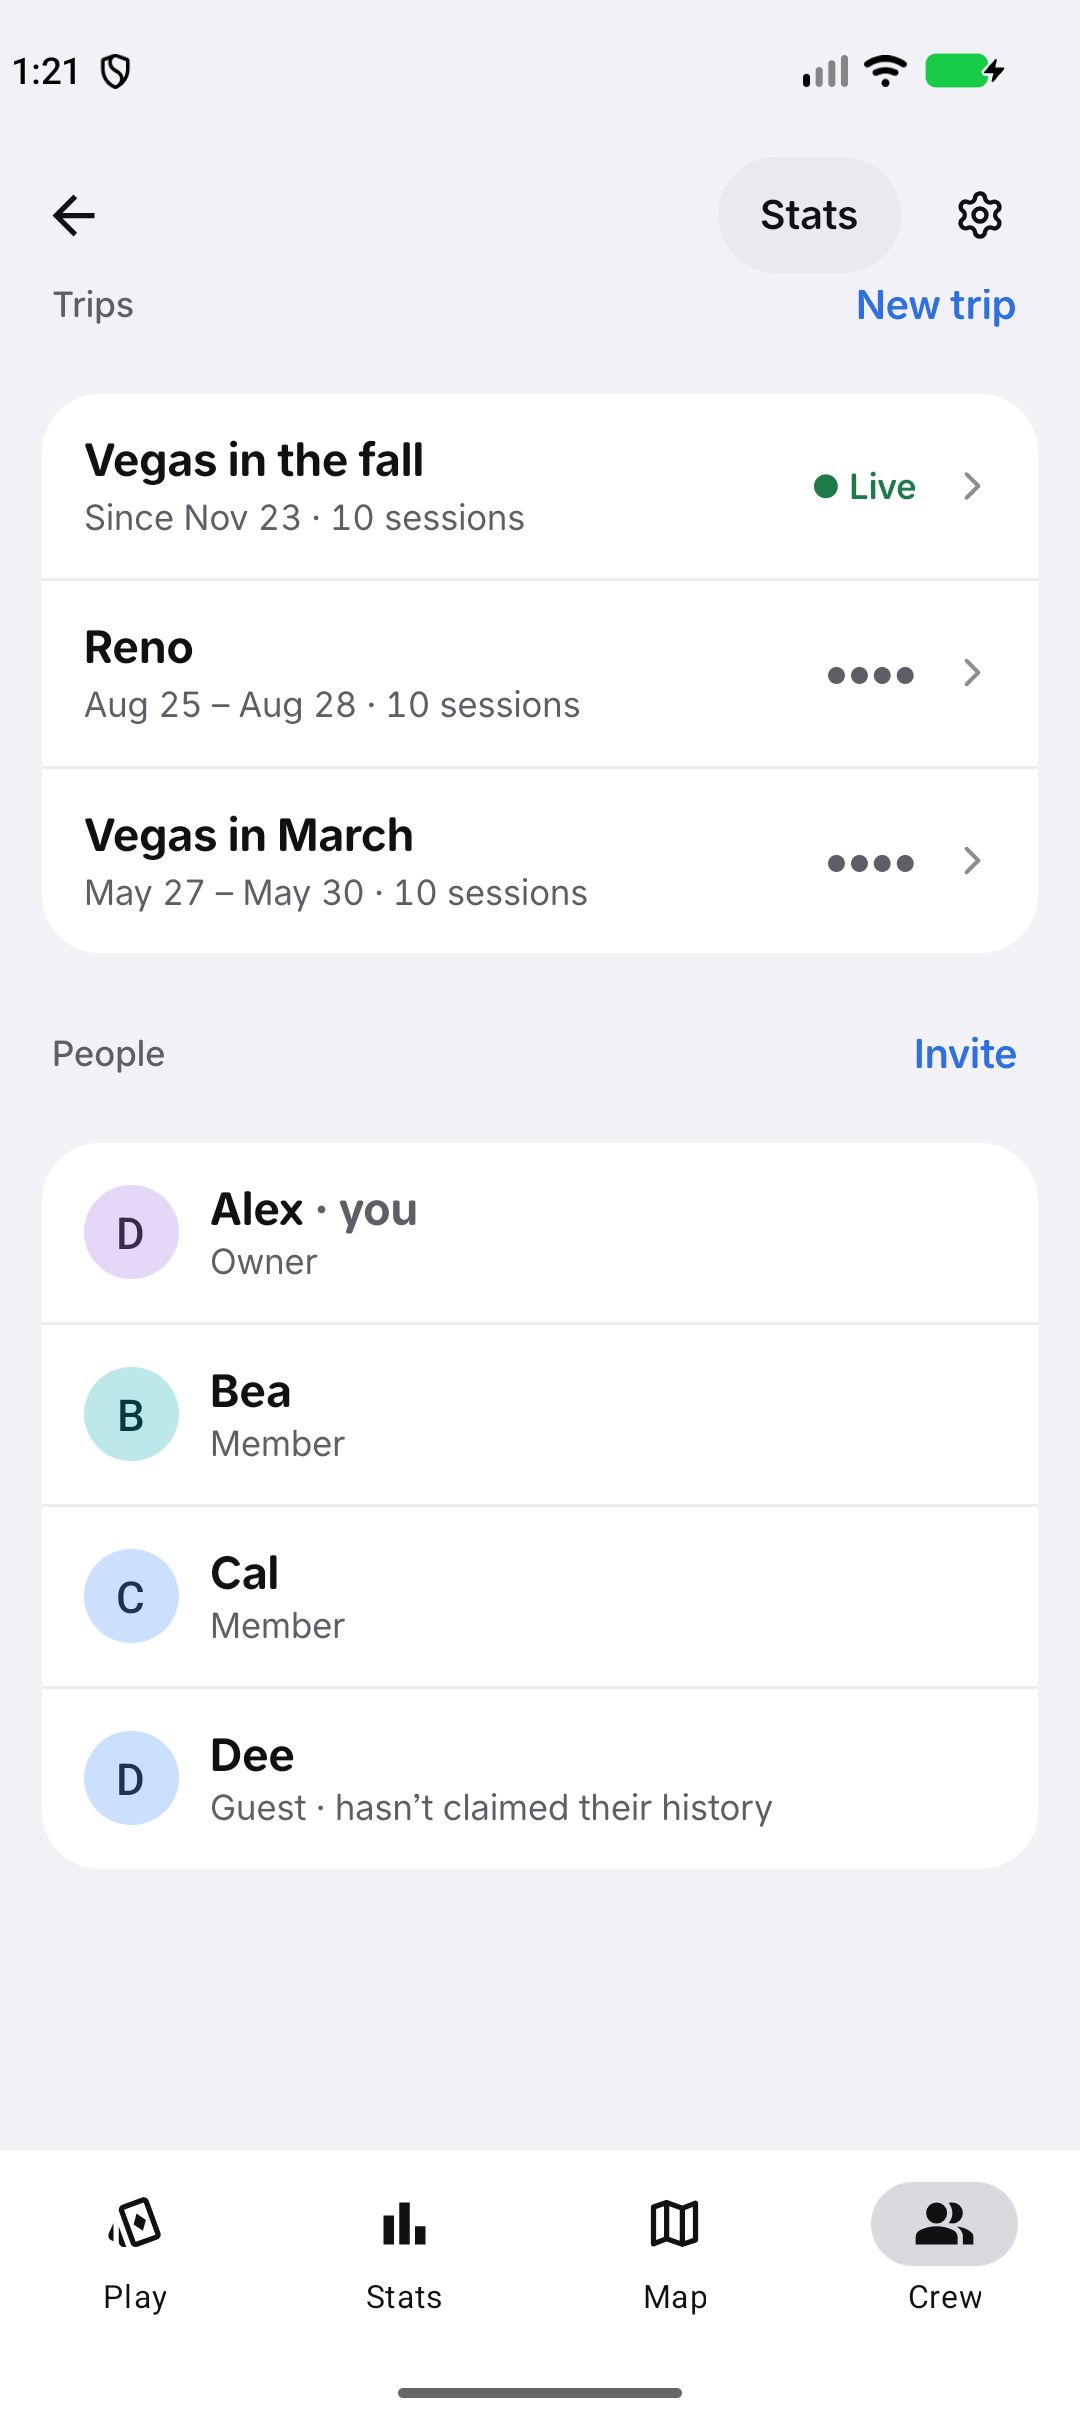 1:21
Stats
Trips
New trip
Vegas in the fall
Since Nov 23 · 10 sessions
Live
Reno
Aug 25 – Aug 28 · 10 sessions
••••
Vegas in March
May 27 – May 30 · 10 sessions
••••
People
Invite
D
Alex · you
Owner
B
Bea
Member
C
Cal
Member
D
Dee
Guest · hasn’t claimed their history
Play
Stats
Map
Crew